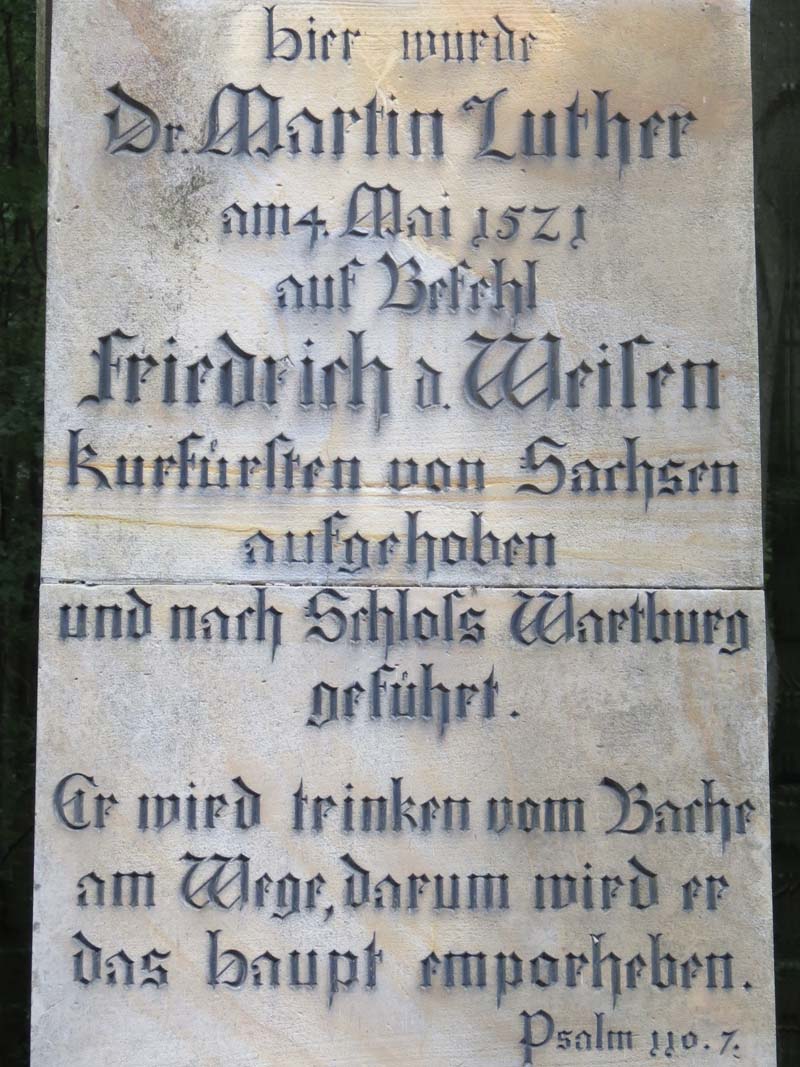 Hier wurde
Dr. Martin Luther
am 4. Mai 1521
auf Befehl
Friedrich d. Weiſen
Kurfürſten von Sachsen
aufgehoben
und nach Schloſs Wartburg
geführt.
Er wird trinken vom Bache
am Wege, darum wird er
das Haupt emporheben.
Psalm 110. 7.